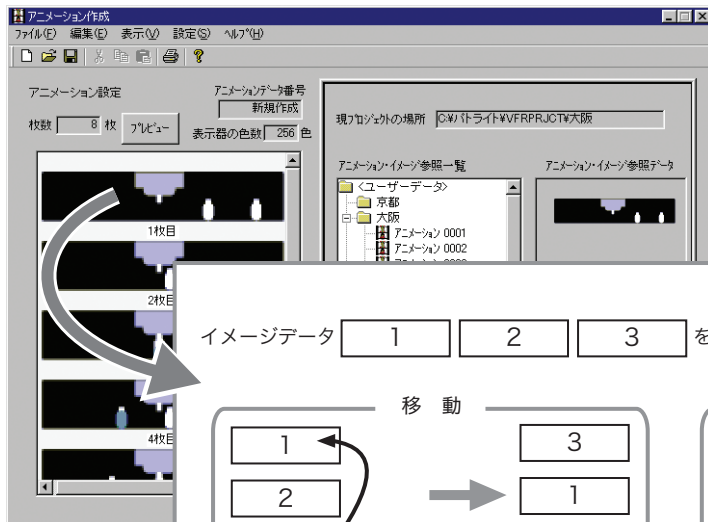 アニメーション作成
ファイル(F) 編集(E) 表示(V) 設定(S) ヘルプ(H)
アニメーション設定
アニメーションデータ番号
新規作成
枚数 8 枚 プレビュー
表示器の色数 256 色
現プロジェクトの場所 C:¥パトライト¥VFRPRJCT¥大阪
アニメーション・イメージ参照一覧
アニメーション・イメージ参照データ
<ユーザーデータ>
京都
大阪
アニメーション 0001
アニメーション 0002
1枚目
2枚目
4枚目
イメージデータ 1 2 3 を
移 動
1 3
2 1